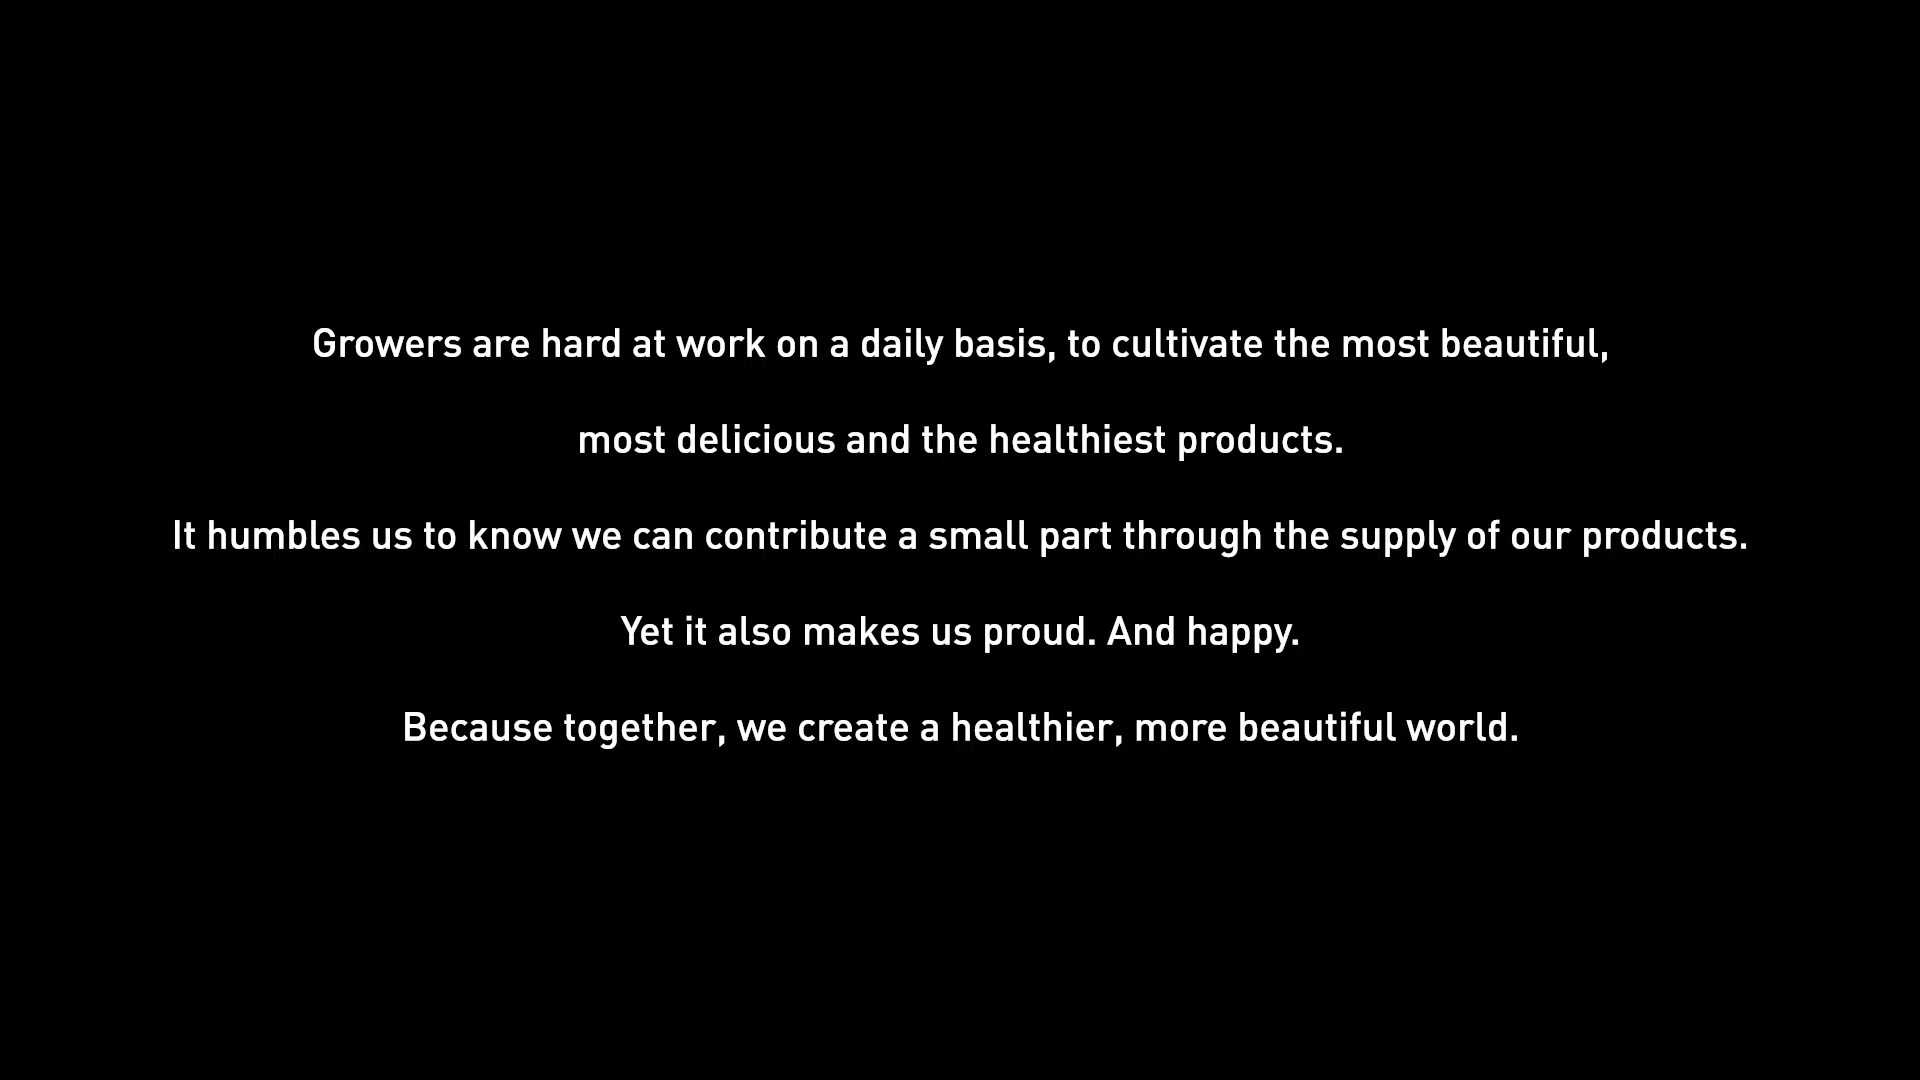 Growers are hard at work on a daily basis, to cultivate the most beautiful,
most delicious and the healthiest products.
It humbles us to know we can contribute a small part through the supply of our products.
Yet it also makes us proud. And happy.
Because together, we create a healthier, more beautiful world.